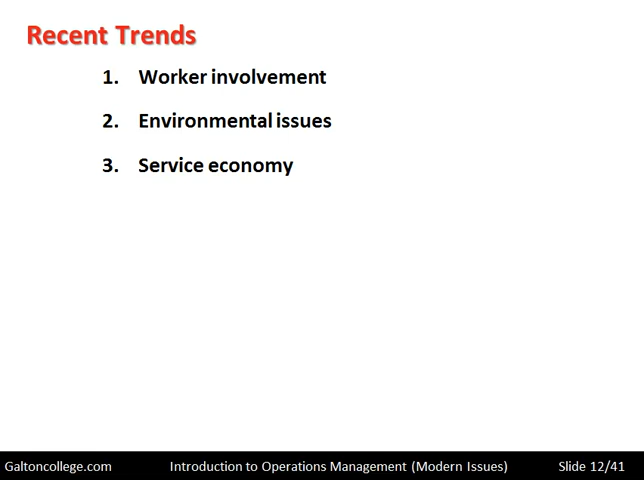 Recent Trends
1. Worker involvement
2. Environmental issues
3. Service economy
Galtoncollege.com Introduction to Operations Management (Modern Issues) Slide 12/41